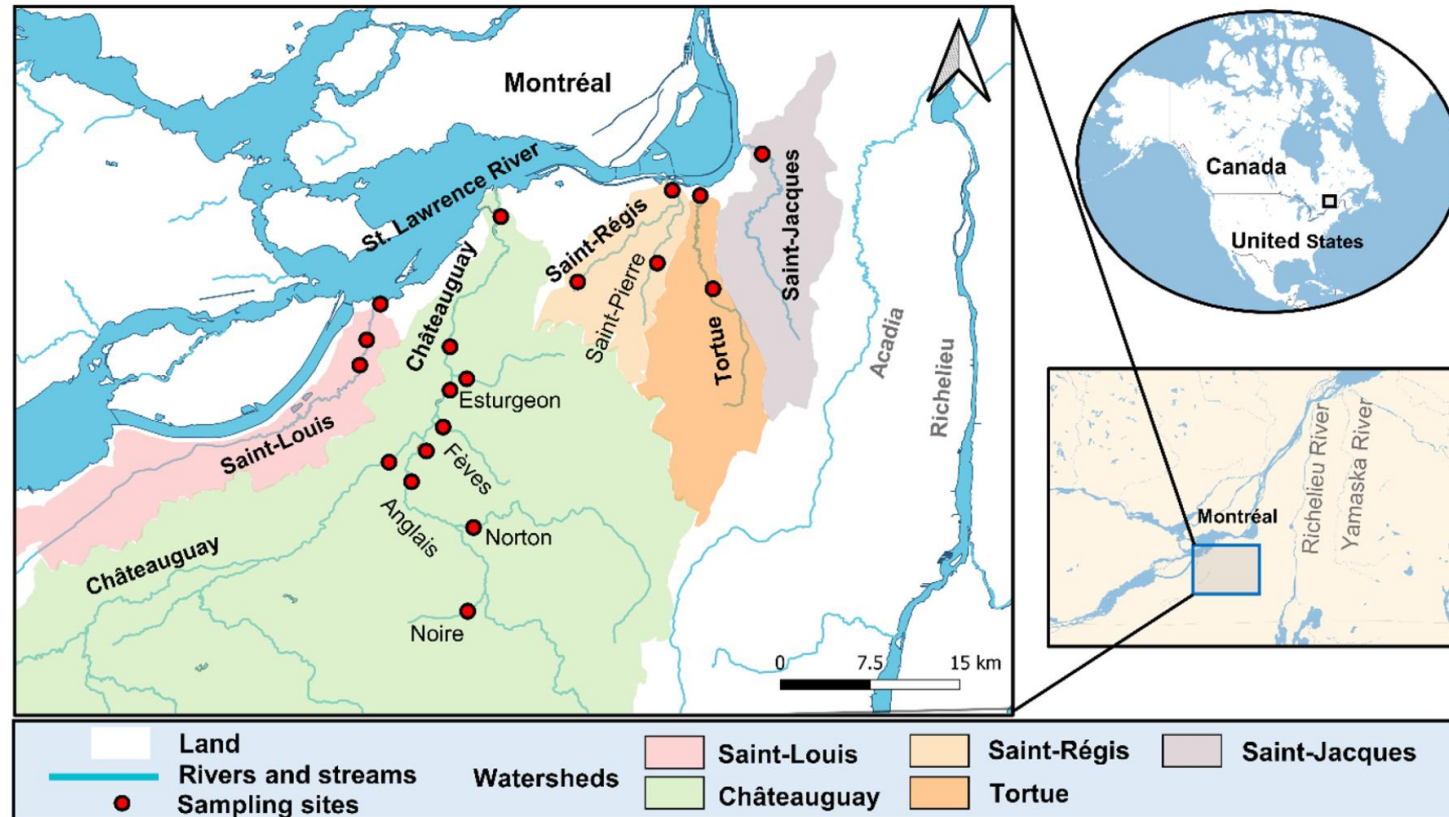 Montréal
St. Lawrence River
Châteauguay
Saint-Régis
Saint-Pierre
Tortue
Saint-Jacques
Acadia
Richelieu
Saint-Louis
Esturgeon
Fèves
Anglais
Norton
Châteauguay
Noire
0 7.5 15 km
Canada
United States
Montréal
Richelieu River
Yamaska River
Land
Rivers and streams
Sampling sites
Watersheds
Saint-Louis
Châteauguay
Saint-Régis
Tortue
Saint-Jacques